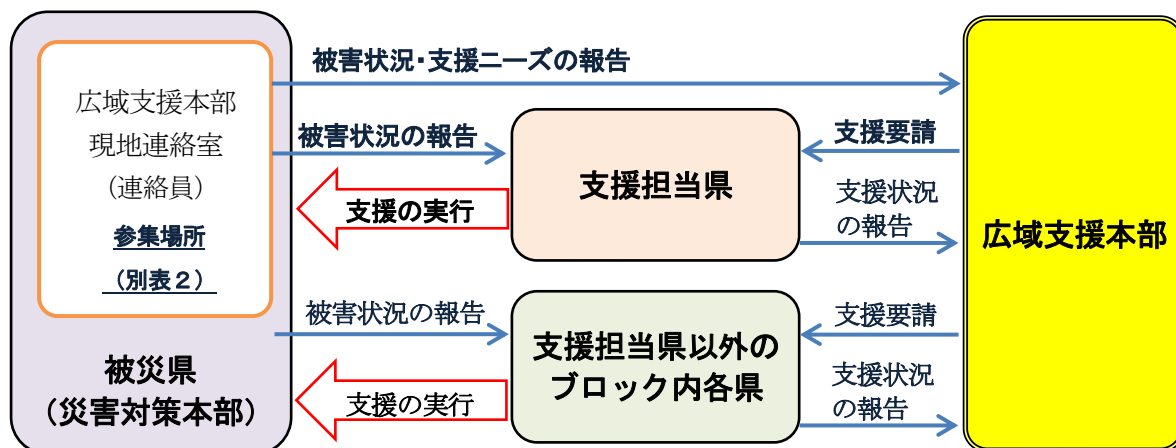 広域支援本部
現地連絡室
（連絡員）
参集場所
（別表２）
被災県
（災害対策本部）
被害状況・支援ニーズの報告
被害状況の報告
支援の実行
支援担当県
支援要請
支援状況
の報告
被害状況の報告
支援の実行
支援担当県以外の
ブロック内各県
支援要請
支援状況
の報告
広域支援本部